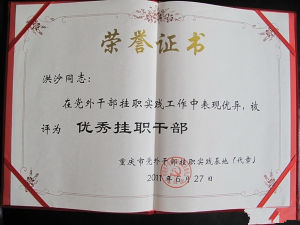 荣誉证书
洪沙同志：
在党外干部挂职实践工作中表现优异，被
评为 优秀挂职干部
重庆市党外干部挂职实践基地（代章）
2011年6月27日